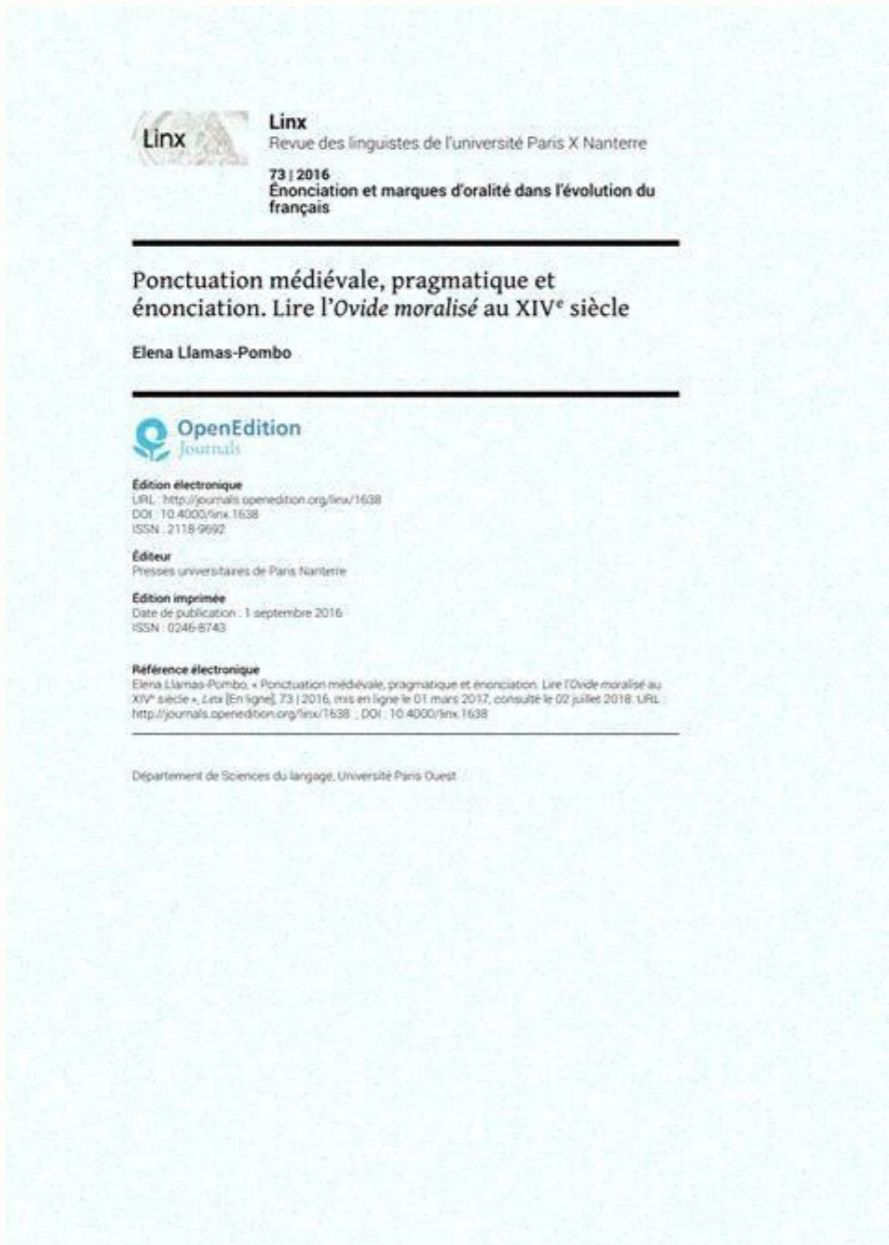 Linx
Linx
Revue des linguistes de l'université Paris X Nanterre
73 | 2016
Énonciation et marques d'oralité dans l'évolution du
français
Ponctuation médiévale, pragmatique et
énonciation. Lire l'Ovide moralisé au XIVe siècle
Elena Llamas-Pombo
OpenEdition
Journals
Édition électronique
URL : http://journals.openedition.org/linx/1638
DOI : 10.4000/linx.1638
ISSN : 2118-9692
Éditeur
Presses universitaires de Paris Nanterre
Édition imprimée
Date de publication : 1 septembre 2016
ISSN : 0246-8743
Référence électronique
Elena Llamas-Pombo, « Ponctuation médiévale, pragmatique et énonciation. Lire l'Ovide moralisé au
XIVe siècle », Linx [En ligne], 73 | 2016, mis en ligne le 01 mars 2017, consulté le 02 juillet 2018. URL :
http://journals.openedition.org/linx/1638 ; DOI : 10.4000/linx.1638
Département de Sciences du langage, Université Paris Ouest